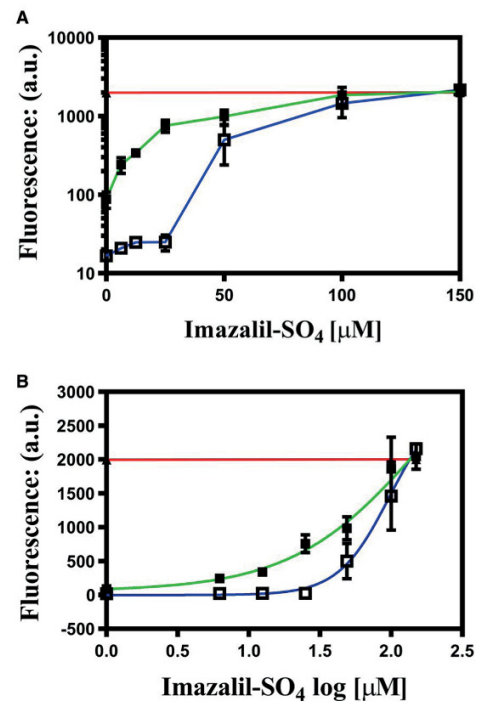 A
10000
1000
100
10
Fluorescence: (a.u.)
0 50 100 150
Imazalil-SO₄ [µM]
B
3000
2500
2000
1500
1000
500
0
-500
Fluorescence: (a.u.)
0.0 0.5 1.0 1.5 2.0 2.5
Imazalil-SO₄ log [µM]